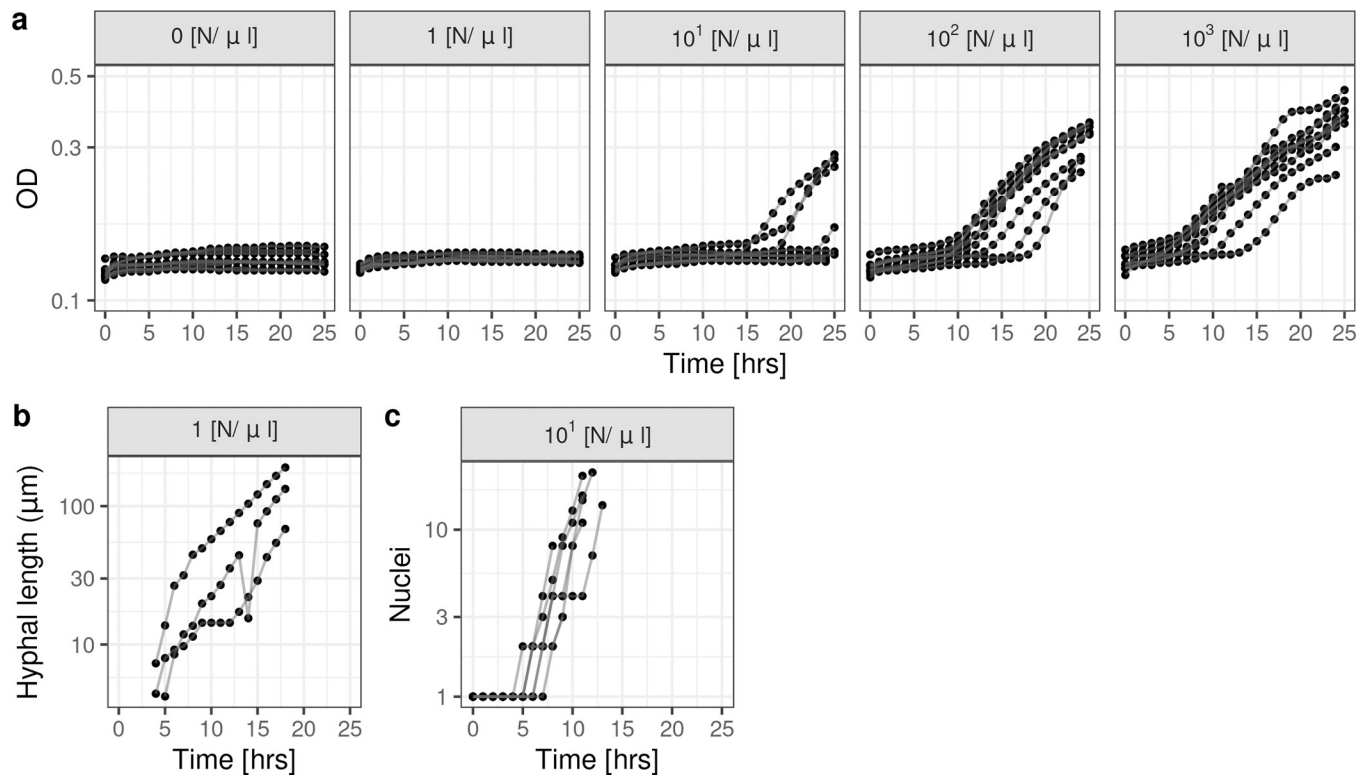 a
0 [N/ μ l]
1 [N/ μ l]
10¹ [N/ μ l]
10² [N/ μ l]
10³ [N/ μ l]
OD
0.5
0.3
0.1
0 5 10 15 20 25
0 5 10 15 20 25
0 5 10 15 20 25
0 5 10 15 20 25
0 5 10 15 20 25
Time [hrs]
b
1 [N/ μ l]
Hyphal length (μm)
100
30
10
0 5 10 15 20 25
Time [hrs]
c
10¹ [N/ μ l]
Nuclei
10
3
1
0 5 10 15 20 25
Time [hrs]